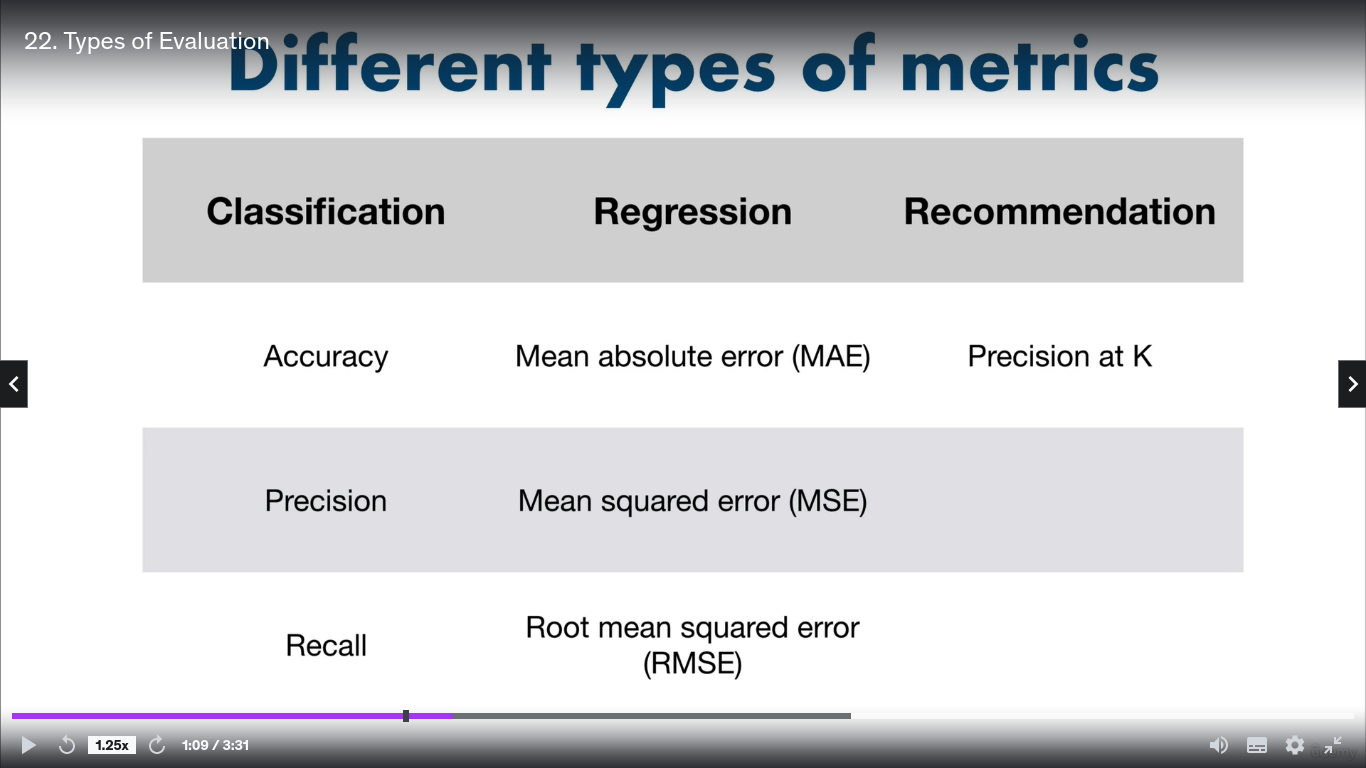 22. Types of Evaluation
Different types of metrics
Classification Regression Recommendation
Accuracy Mean absolute error (MAE) Precision at K
Precision Mean squared error (MSE)
Recall Root mean squared error
(RMSE)
1.25x 1:09 / 3:31